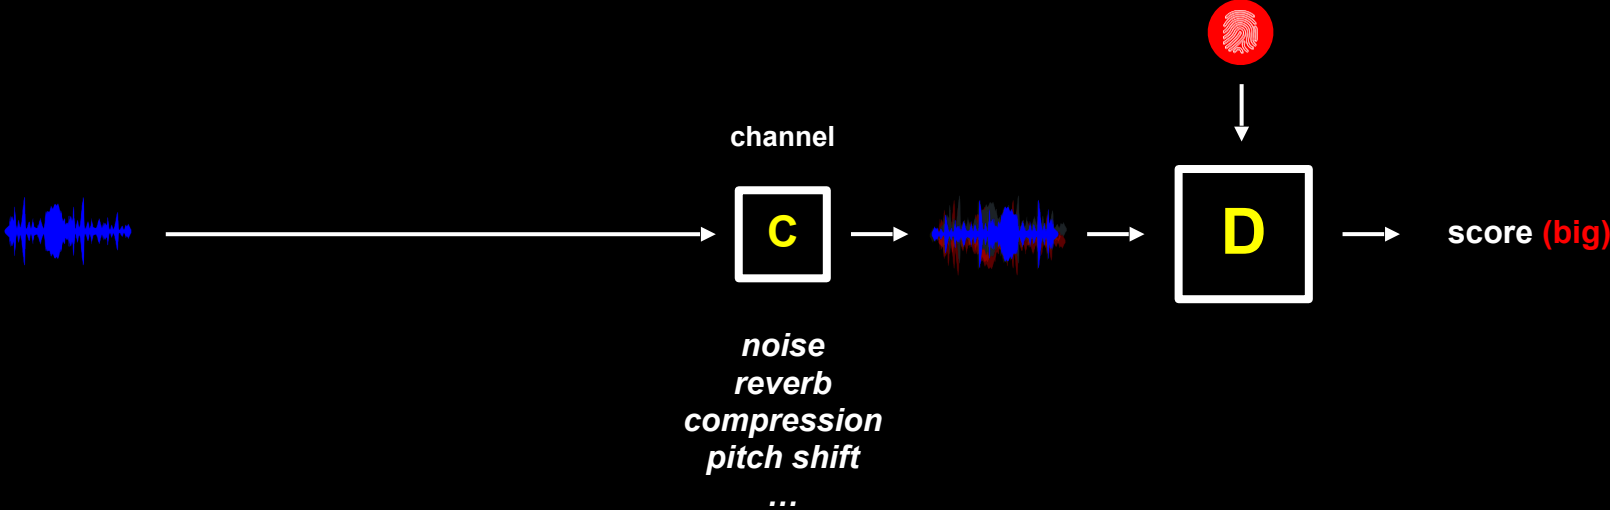 channel
C
D
score (big)
noise
reverb
compression
pitch shift
...